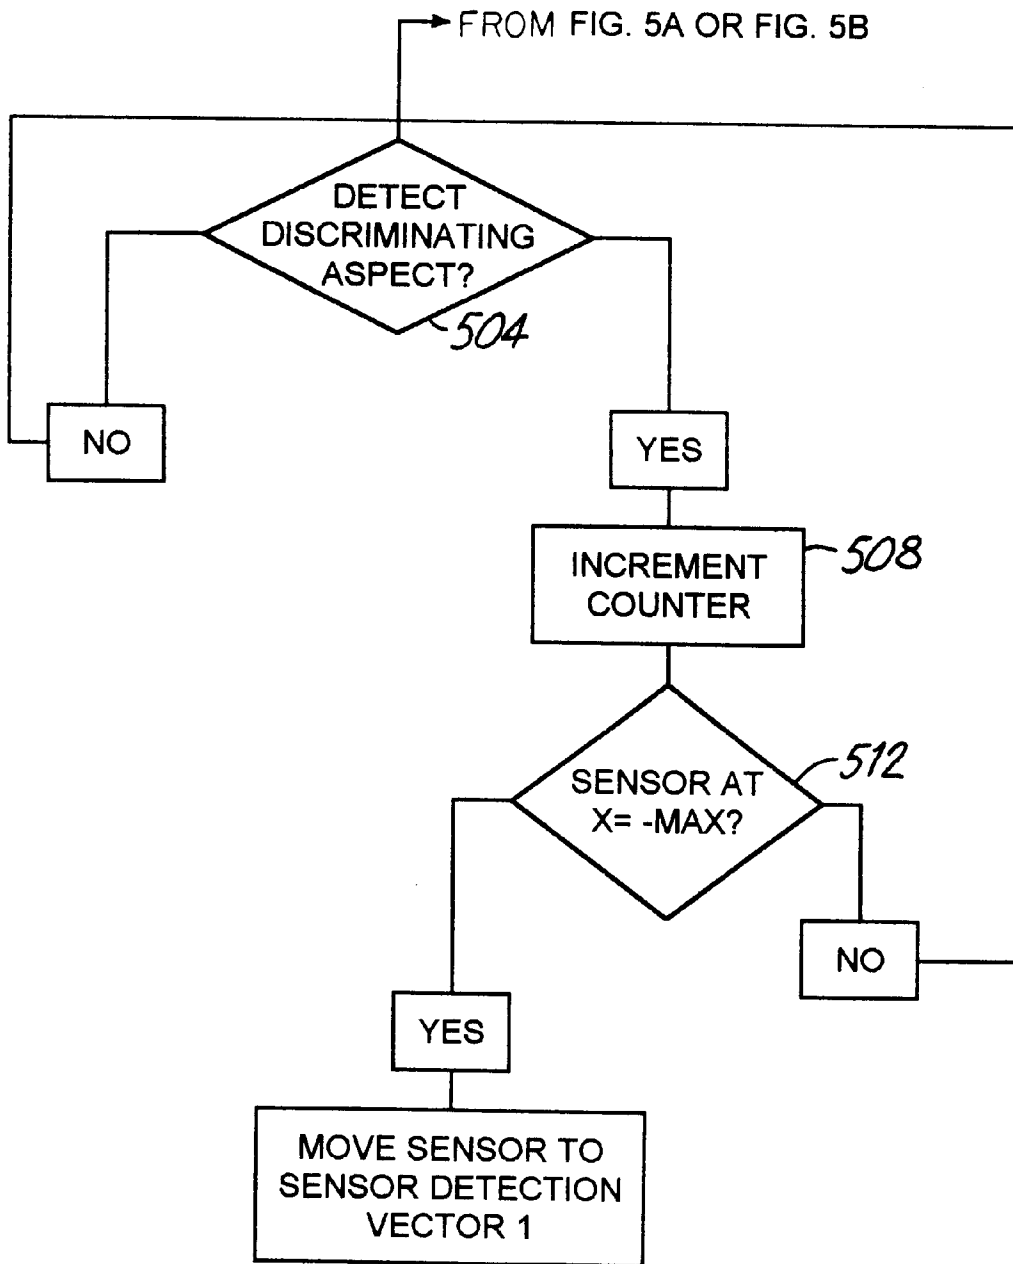 FROM FIG. 5A OR FIG. 5B
DETECT
DISCRIMINATING
ASPECT?
504
NO
YES
INCREMENT
COUNTER
508
SENSOR AT
X= -MAX?
512
NO
YES
MOVE SENSOR TO
SENSOR DETECTION
VECTOR 1